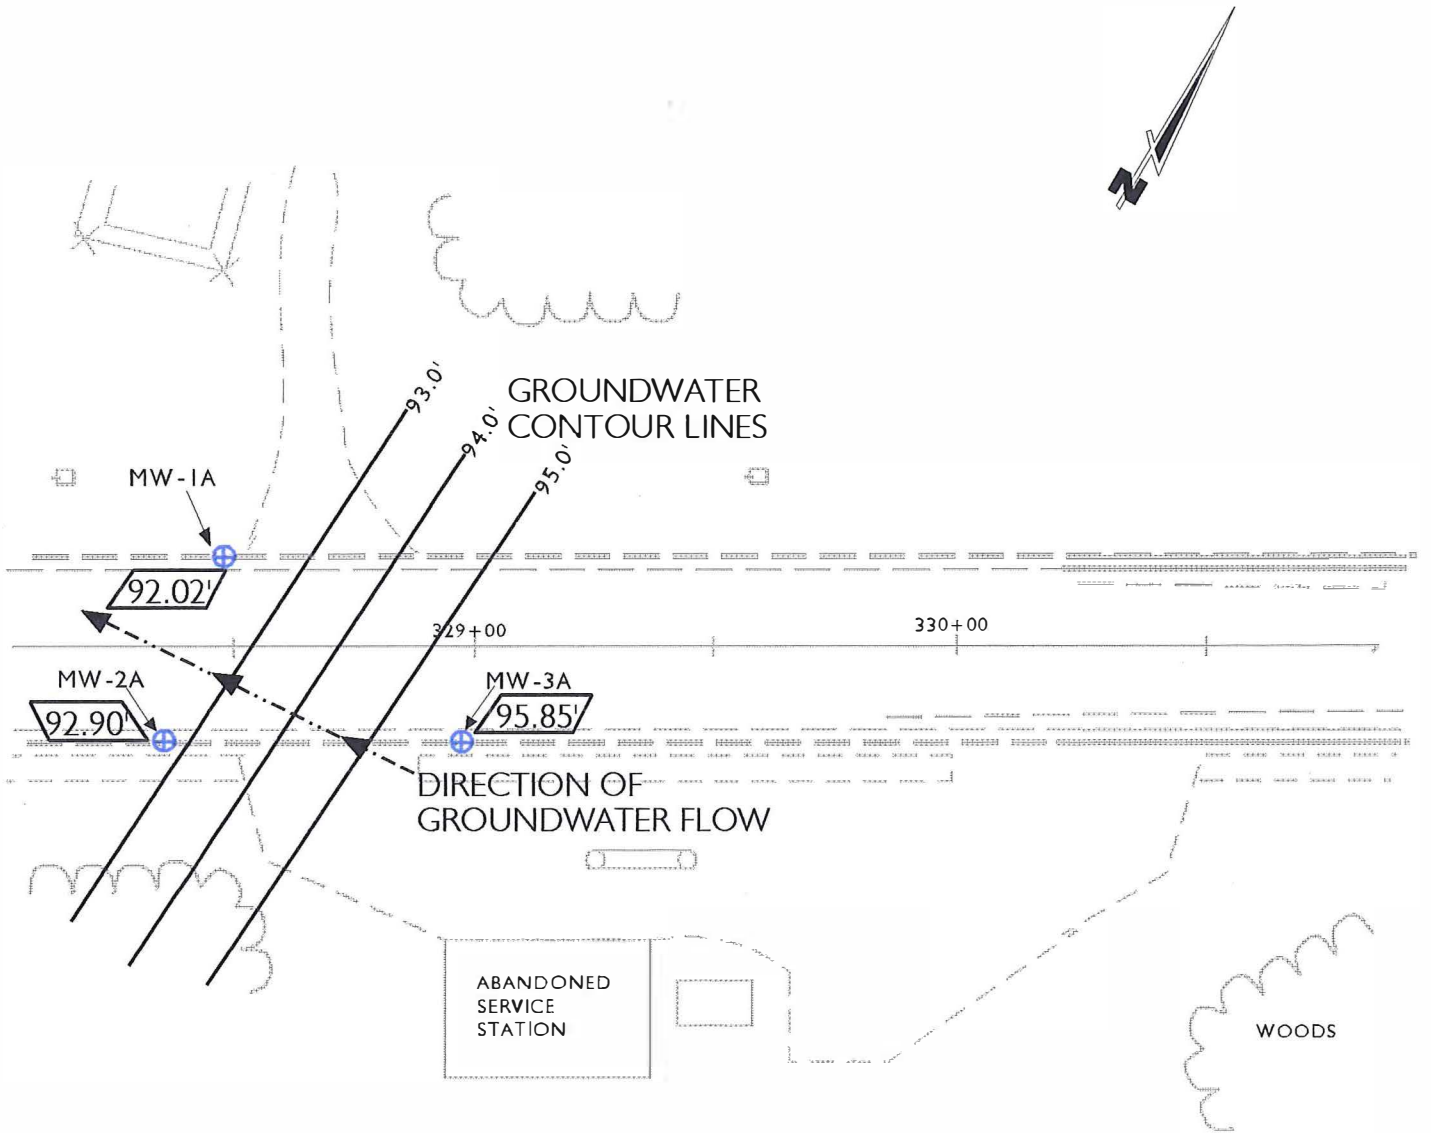 N
93.0'
GROUNDWATER
CONTOUR LINES
94.0'
95.0'
MW-1A
92.02'
329+00
330+00
MW-2A
MW-3A
92.90'
95.85'
DIRECTION OF
GROUNDWATER FLOW
ABANDONED
SERVICE
STATION
WOODS